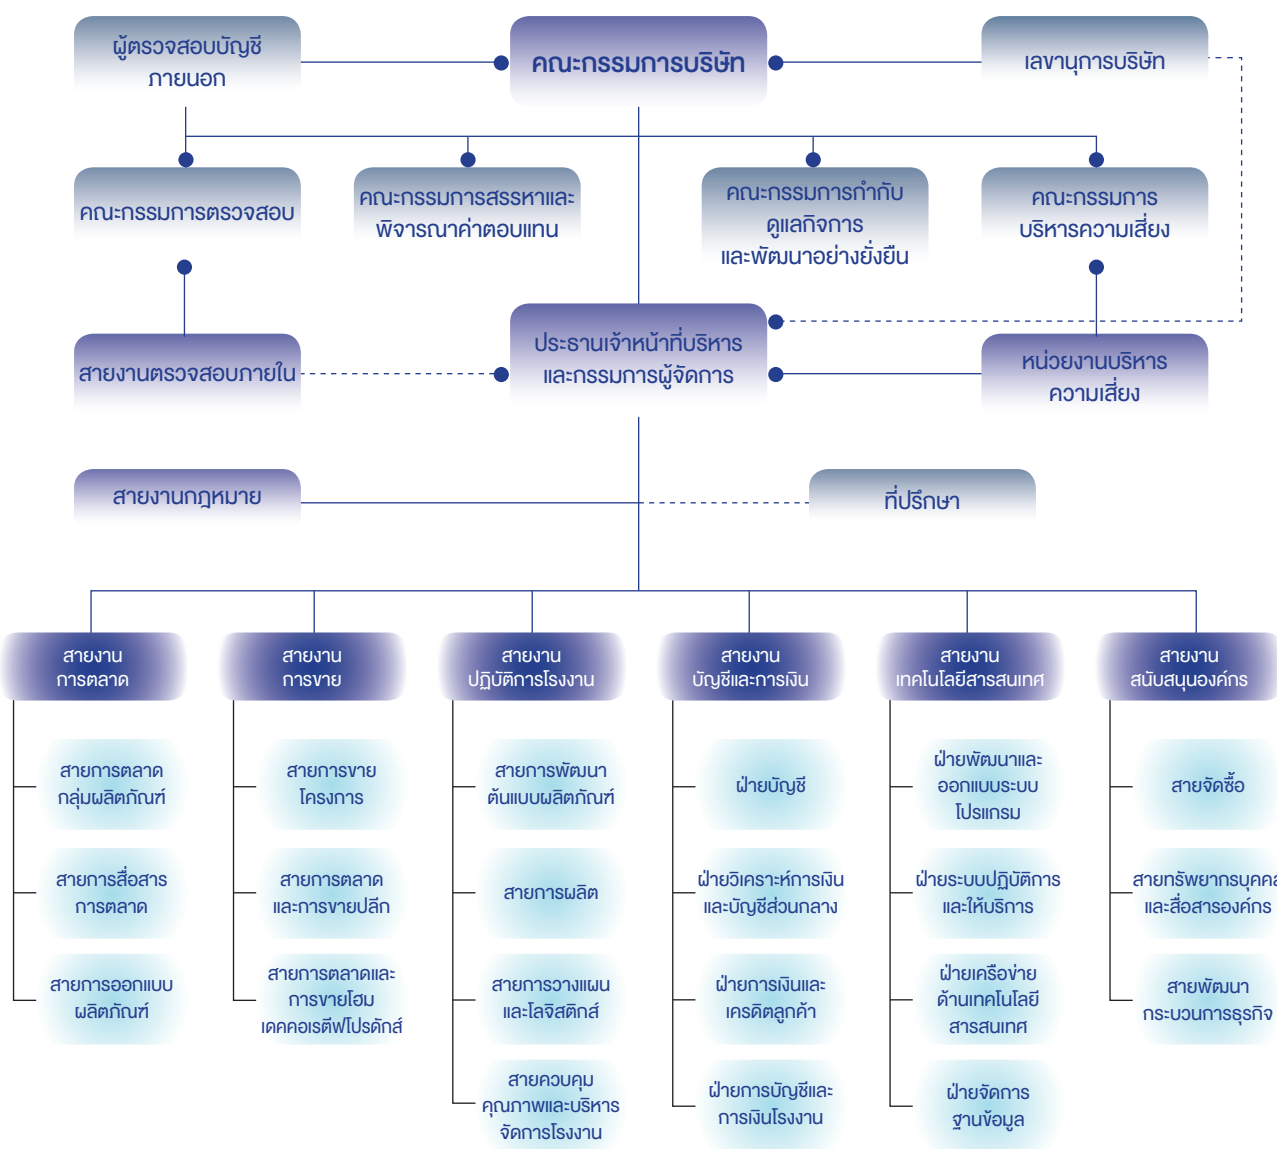 ผู้ตรวจสอบบัญชี
ภายนอก
คณะกรรมการบริษัท
เลขานุการบริษัท
คณะกรรมการตรวจสอบ
คณะกรรมการสรรหาและ
พิจารณาค่าตอบแทน
คณะกรรมการกำกับ
ดูแลกิจการ
และพัฒนาอย่างยั่งยืน
คณะกรรมการ
บริหารความเสี่ยง
สายงานตรวจสอบภายใน
ประธานเจ้าหน้าที่บริหาร
และกรรมการผู้จัดการ
หน่วยงานบริหาร
ความเสี่ยง
สายงานกฎหมาย
ที่ปรึกษา
สายงาน
การตลาด
สายงาน
การขาย
สายงาน
ปฏิบัติการโรงงาน
สายงาน
บัญชีและการเงิน
สายงาน
เทคโนโลยีสารสนเทศ
สายงาน
สนับสนุนองค์กร
สายการตลาด
กลุ่มผลิตภัณฑ์
สายการสื่อสาร
การตลาด
สายการออกแบบ
ผลิตภัณฑ์
สายการขาย
โครงการ
สายการตลาด
และการขายปลีก
สายการตลาดและ
การขายโฮม
เดคคอเรตีฟโปรดักส์
สายการพัฒนา
ต้นแบบผลิตภัณฑ์
สายการผลิต
สายการวางแผน
และโลจิสติกส์
สายควบคุม
คุณภาพและบริหาร
จัดการโรงงาน
ฝ่ายบัญชี
ฝ่ายวิเคราะห์การเงิน
และบัญชีส่วนกลาง
ฝ่ายการเงินและ
เครดิตลูกค้า
ฝ่ายการบัญชีและ
การเงินโรงงาน
ฝ่ายพัฒนาและ
ออกแบบระบบ
โปรแกรม
ฝ่ายระบบปฏิบัติการ
และให้บริการ
ฝ่ายเครือข่าย
ด้านเทคโนโลยี
สารสนเทศ
ฝ่ายจัดการ
ฐานข้อมูล
สายจัดซื้อ
สายทรัพยากรบุคคล
และสื่อสารองค์กร
สายพัฒนา
กระบวนการธุรกิจ